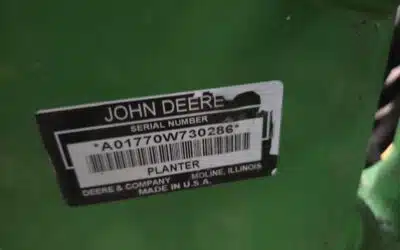 JOHN DEERE
SERIAL NUMBER
*A01770W730286*
PLANTER
DEERE & COMPANY MOLINE, ILLINOIS
MADE IN U.S.A.